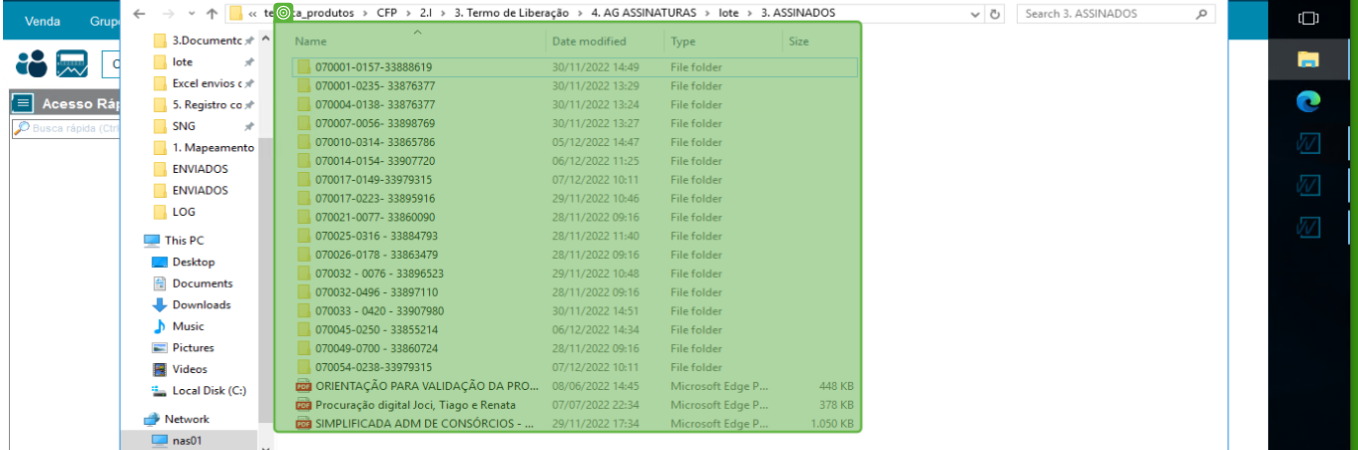 Venda Grup
« te ca_produtos › CFP › 2.I › 3. Termo de Liberação › 4. AG ASSINATURAS › lote › 3. ASSINADOS
Search 3. ASSINADOS
Acesso Ráp
Busca rápida (Ctrl
3.Documentc
lote
Excel envios c
5. Registro co
SNG
1. Mapeamento
ENVIADOS
ENVIADOS
LOG
This PC
Desktop
Documents
Downloads
Music
Pictures
Videos
Local Disk (C:)
Network
nas01
Name Date modified Type Size
070001-0157-33888619 30/11/2022 14:49 File folder
070001-0235- 33876377 30/11/2022 13:29 File folder
070004-0138- 33876377 30/11/2022 13:24 File folder
070007-0056- 33898769 30/11/2022 13:27 File folder
070010-0314- 33865786 05/12/2022 14:47 File folder
070014-0154- 33907720 06/12/2022 11:25 File folder
070017-0149-33979315 07/12/2022 10:11 File folder
070017-0223- 33895916 29/11/2022 10:46 File folder
070021-0077- 33860090 28/11/2022 09:16 File folder
070025-0316 - 33884793 28/11/2022 11:40 File folder
070026-0178 - 33863479 28/11/2022 09:16 File folder
070032 - 0076 - 33896523 29/11/2022 10:48 File folder
070032-0496 - 33897110 28/11/2022 09:16 File folder
070033 - 0420 - 33907980 30/11/2022 14:51 File folder
070045-0250 - 33855214 06/12/2022 14:34 File folder
070049-0700 - 33860724 28/11/2022 09:16 File folder
070054-0238-33979315 07/12/2022 10:11 File folder
PDF ORIENTAÇÃO PARA VALIDAÇÃO DA PRO... 08/06/2022 14:45 Microsoft Edge P... 448 KB
PDF Procuração digital Joci, Tiago e Renata 07/07/2022 22:34 Microsoft Edge P... 378 KB
PDF SIMPLIFICADA ADM DE CONSÓRCIOS - ... 29/11/2022 17:34 Microsoft Edge P... 1.050 KB